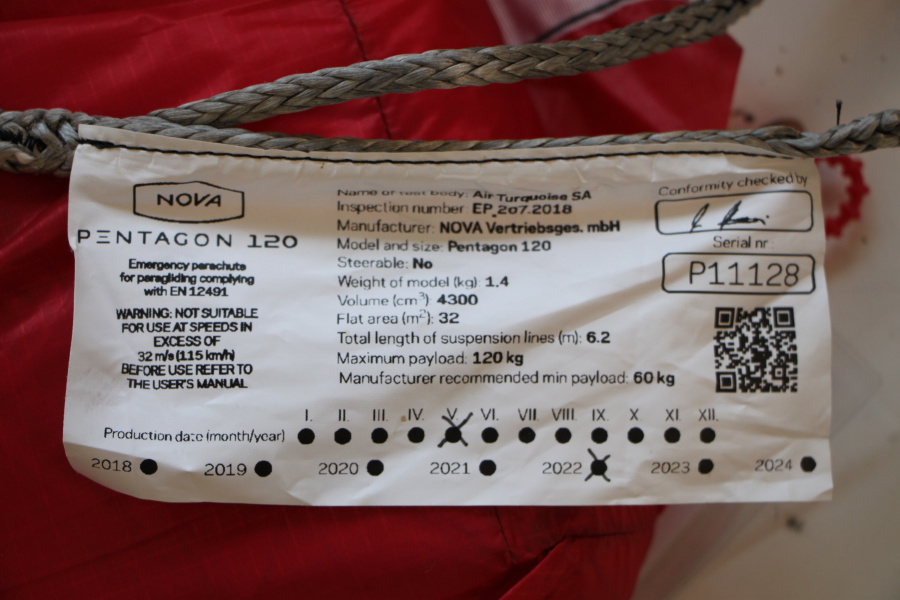 NOVA
PENTAGON 120
Emergency parachute
for paragliding complying
with EN 12491
WARNING: NOT SUITABLE
FOR USE AT SPEEDS IN
EXCESS OF
32 m/s (115 km/h)
BEFORE USE REFER TO
THE USER'S MANUAL
Name of test body: Air Turquoise SA
Inspection number EP_207.2018
Manufacturer: NOVA Vertriebsges. mbH
Model and size: Pentagon 120
Steerable: No
Weight of model (kg): 1.4
Volume (cm³): 4300
Flat area (m²): 32
Total length of suspension lines (m): 6.2
Maximum payload: 120 kg
Manufacturer recommended min payload: 60 kg
Conformity checked by
Serial nr
P11128
I. II. III. IV. V. VI. VII. VIII. IX. X XI. XII.
Production date (month/year)
2018 2019 2020 2021 2022 2023 2024